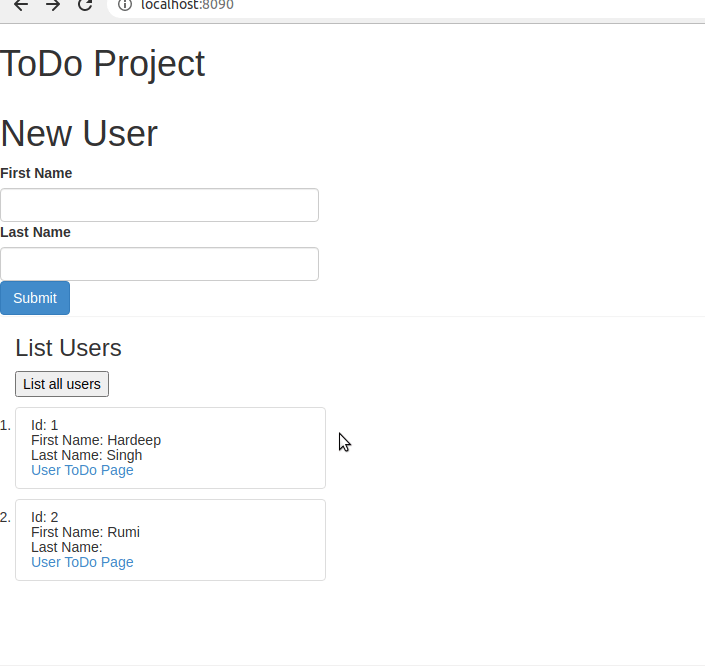 localhost:8090
ToDo Project
New User
First Name
Last Name
Submit
List Users
List all users
1. Id: 1
First Name: Hardeep
Last Name: Singh
User ToDo Page
2. Id: 2
First Name: Rumi
Last Name:
User ToDo Page